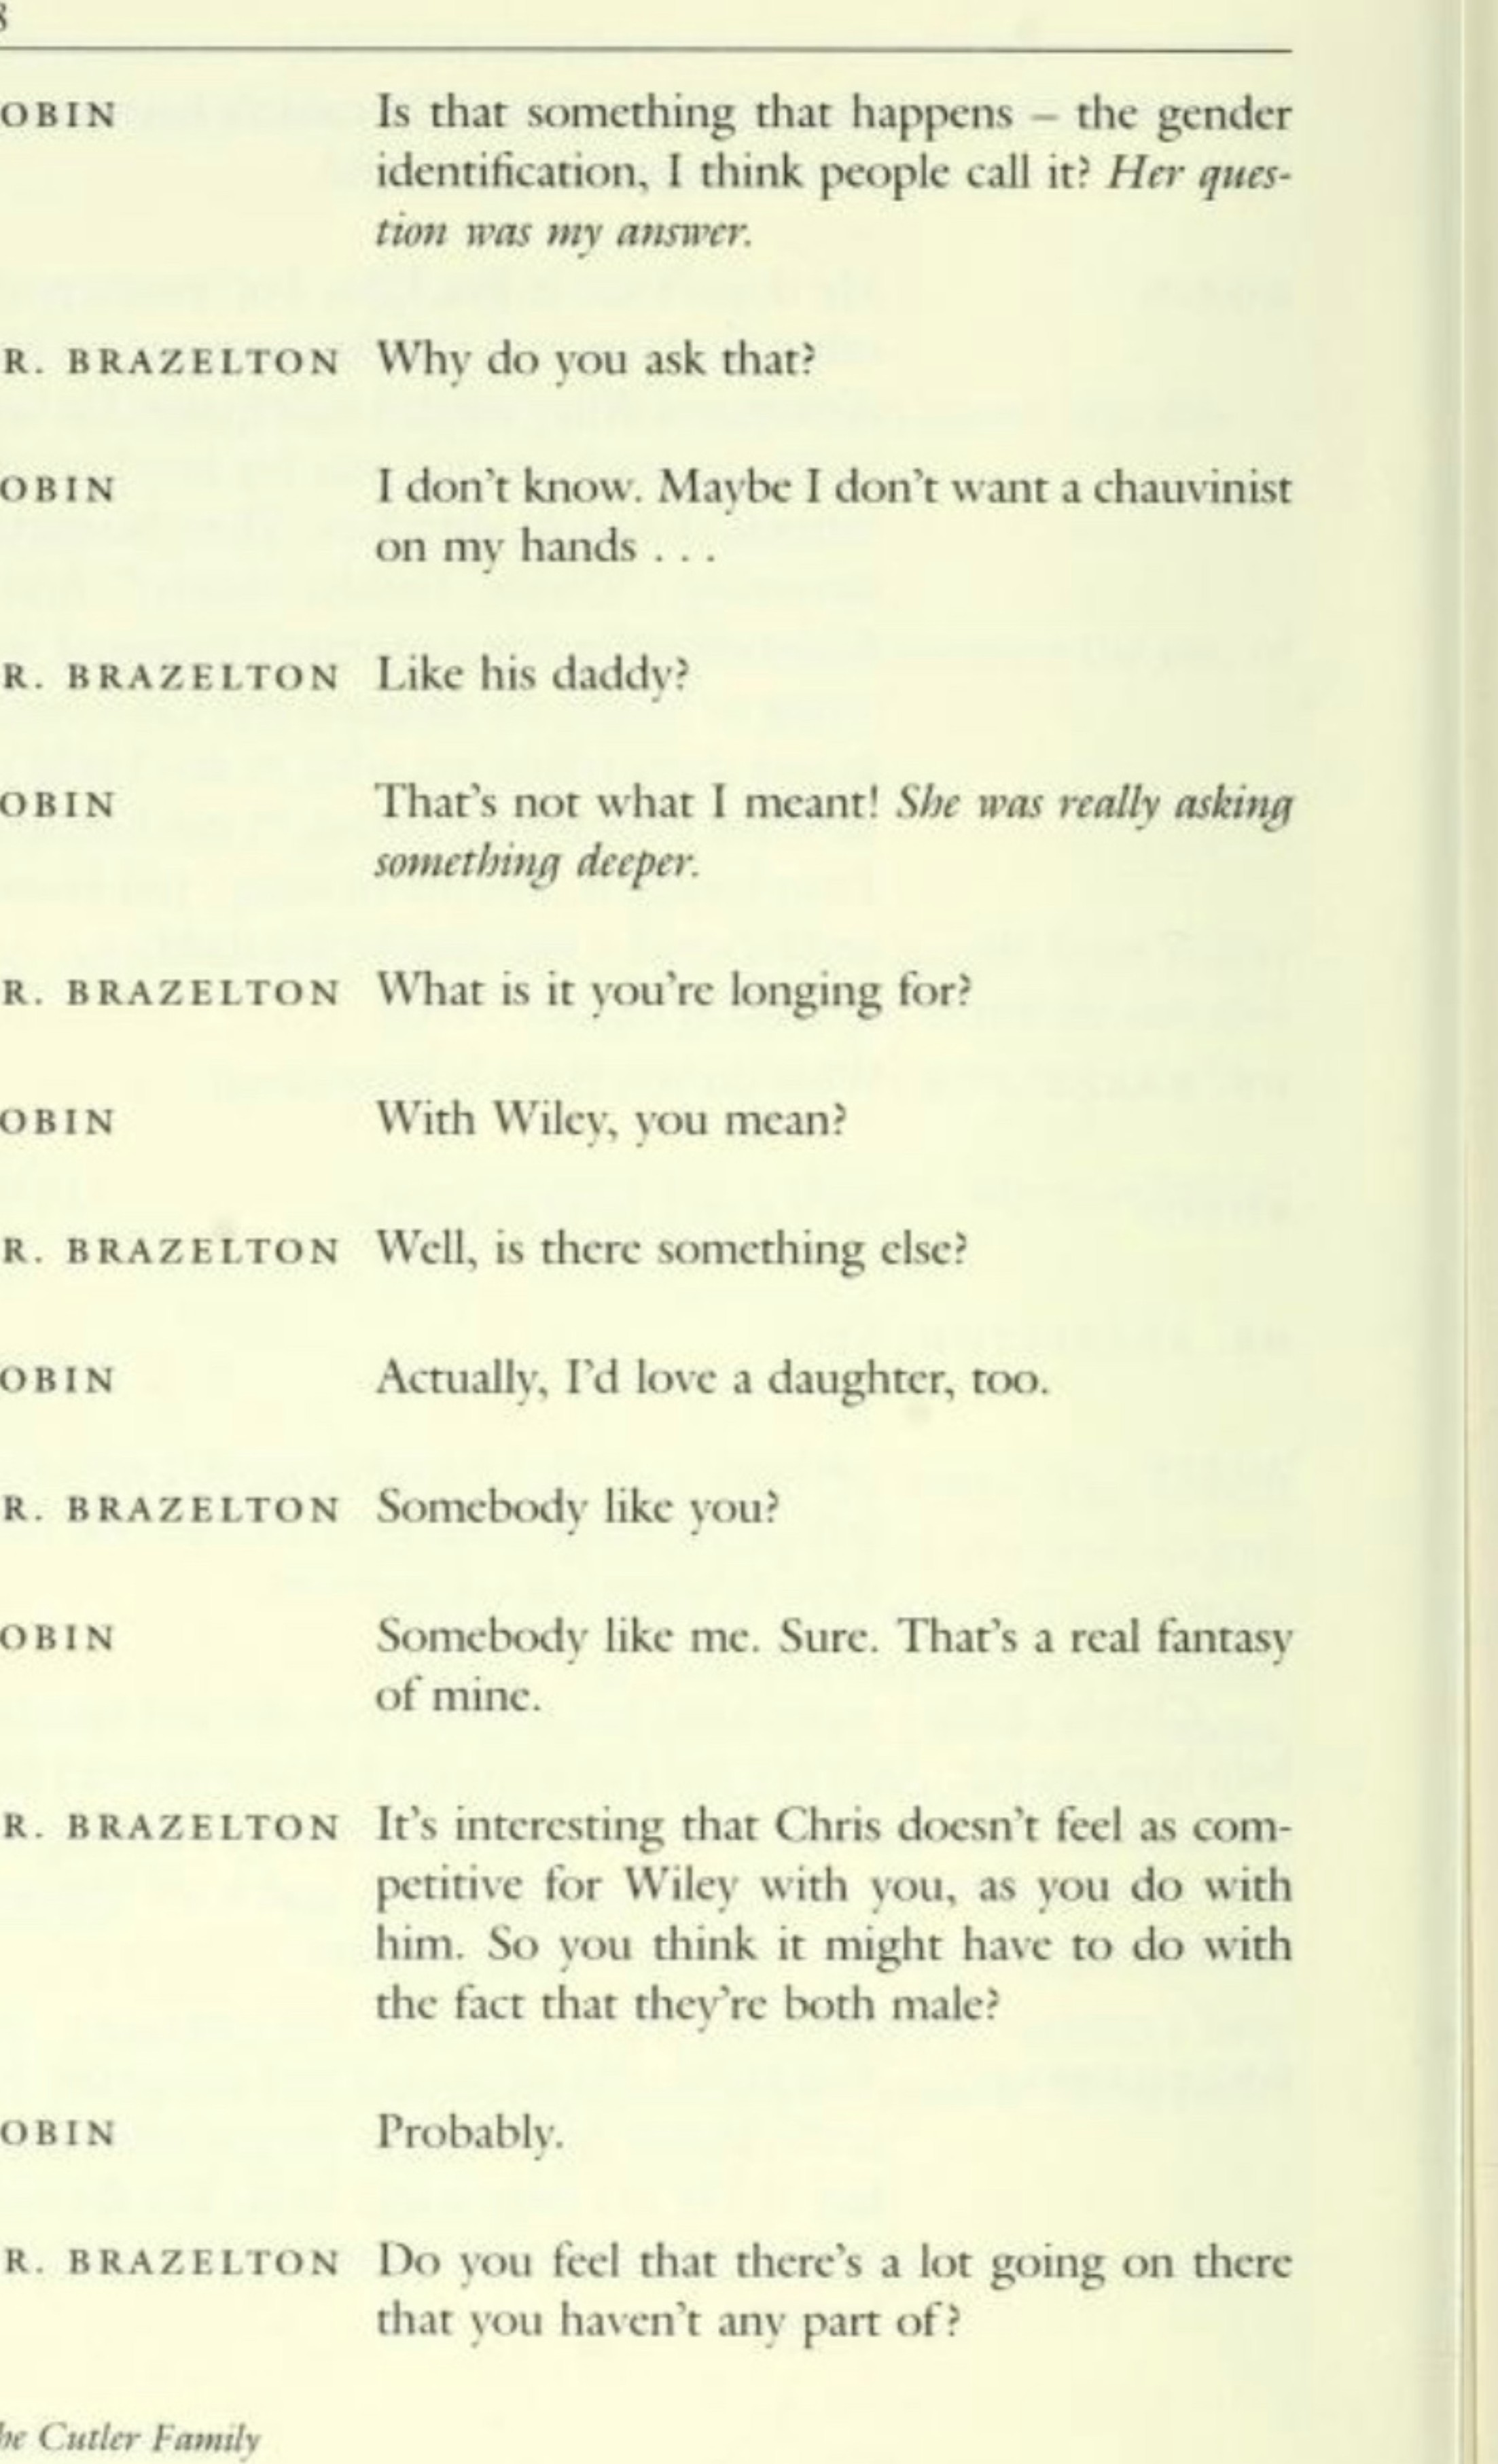 8
OBIN Is that something that happens – the gender
identification, I think people call it? Her ques-
tion was my answer.
R. BRAZELTON Why do you ask that?
OBIN I don't know. Maybe I don't want a chauvinist
on my hands . . .
R. BRAZELTON Like his daddy?
OBIN That's not what I meant! She was really asking
something deeper.
R. BRAZELTON What is it you're longing for?
OBIN With Wiley, you mean?
R. BRAZELTON Well, is there something else?
OBIN Actually, I'd love a daughter, too.
R. BRAZELTON Somebody like you?
OBIN Somebody like me. Sure. That's a real fantasy
of mine.
R. BRAZELTON It's interesting that Chris doesn't feel as com-
petitive for Wiley with you, as you do with
him. So you think it might have to do with
the fact that they're both male?
OBIN Probably.
R. BRAZELTON Do you feel that there's a lot going on there
that you haven't any part of?
he Cutler Family